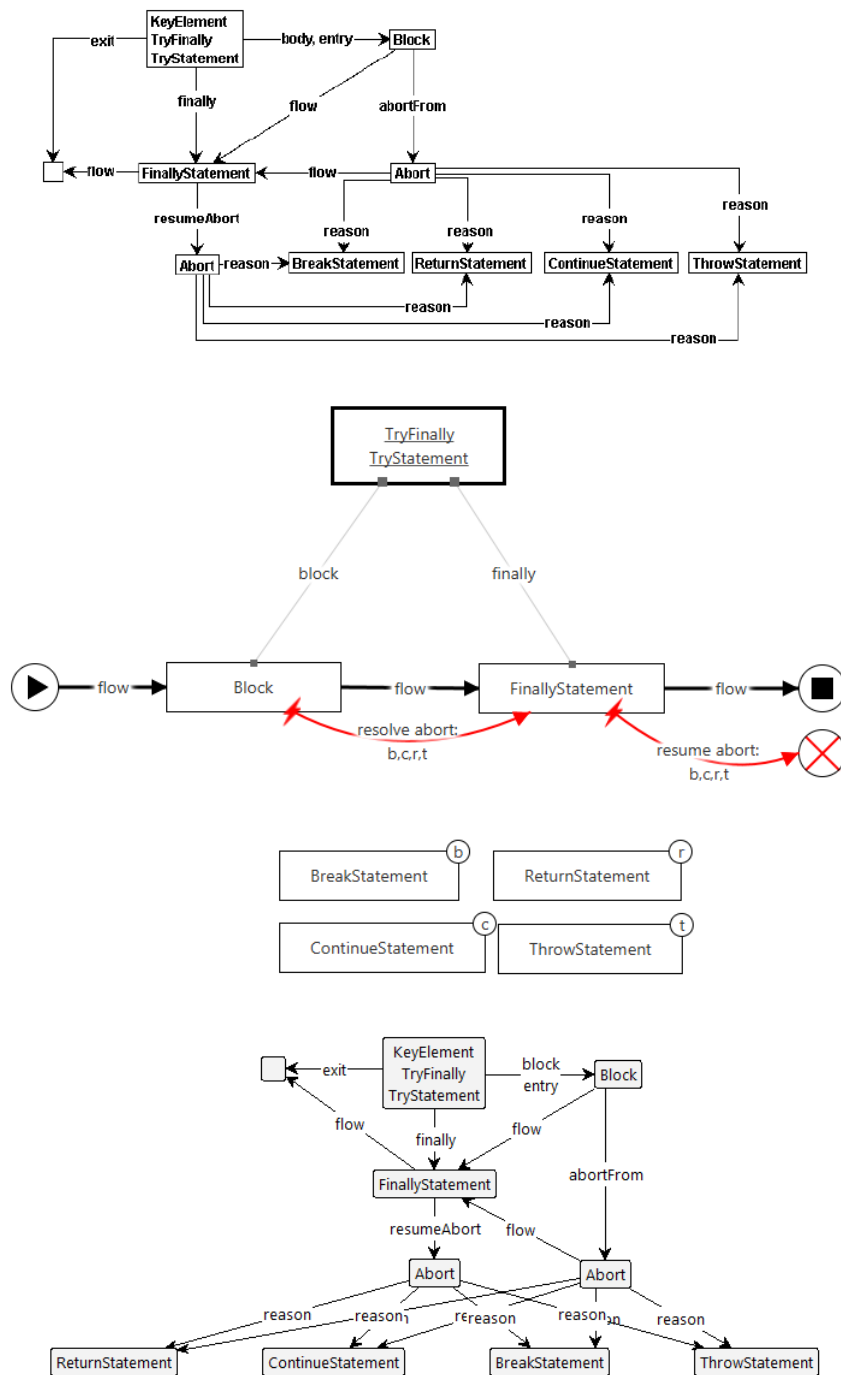 KeyElement
TryFinally
TryStatement
exit
body, entry
Block
finally
flow
abortFrom
flow
FinallyStatement
flow
Abort
reason
resumeAbort
reason
reason
reason
Abort
reason
BreakStatement
ReturnStatement
ContinueStatement
ThrowStatement
reason
reason
reason
TryFinally
TryStatement
block
finally
flow
Block
flow
FinallyStatement
flow
resolve abort:
b,c,r,t
resume abort:
b,c,r,t
b
BreakStatement
r
ReturnStatement
c
ContinueStatement
t
ThrowStatement
KeyElement
TryFinally
TryStatement
exit
block
entry
Block
flow
finally
flow
FinallyStatement
abortFrom
resumeAbort
flow
Abort
Abort
reason
reason
reason
reason
reason
ReturnStatement
ContinueStatement
BreakStatement
ThrowStatement